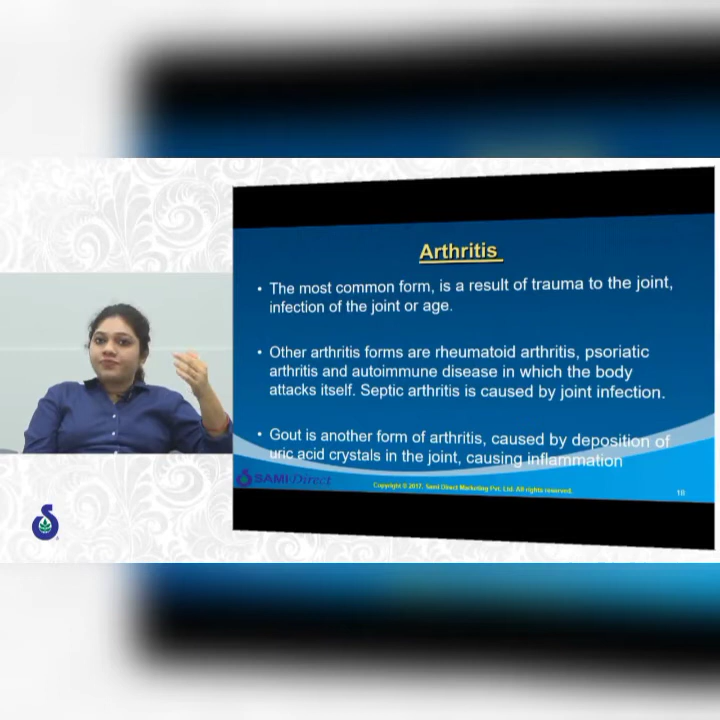 Arthritis
• The most common form, is a result of trauma to the joint,
infection of the joint or age.
• Other arthritis forms are rheumatoid arthritis, psoriatic
arthritis and autoimmune disease in which the body
attacks itself. Septic arthritis is caused by joint infection.
• Gout is another form of arthritis, caused by deposition of
uric acid crystals in the joint, causing inflammation
SAMI Direct
Copyright © 2017, Sami Direct Marketing Pvt. Ltd. All rights reserved.
18